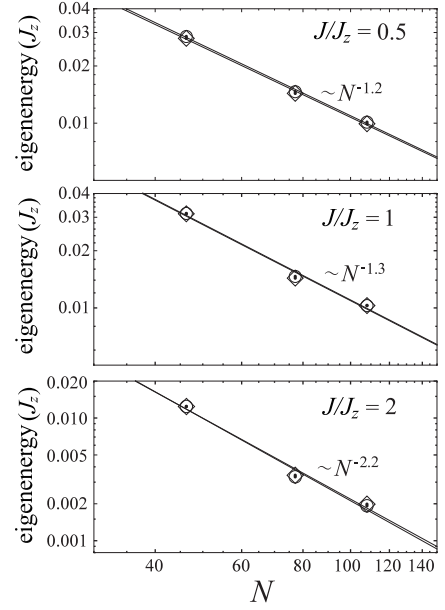 J/J_z = 0.5
0.04
0.03
0.02
0.01
~N^-1.2
eigenenergy (J_z)
J/J_z = 1
0.04
0.03
0.02
0.01
~N^-1.3
eigenenergy (J_z)
J/J_z = 2
0.020
0.010
0.005
0.002
0.001
~N^-2.2
eigenenergy (J_z)
40 60 80 100 120 140
N